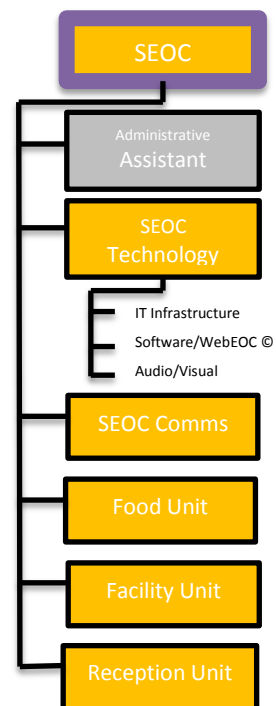 SEOC
Administrative
Assistant
SEOC
Technology
IT Infrastructure
Software/WebEOC ©
Audio/Visual
SEOC Comms
Food Unit
Facility Unit
Reception Unit